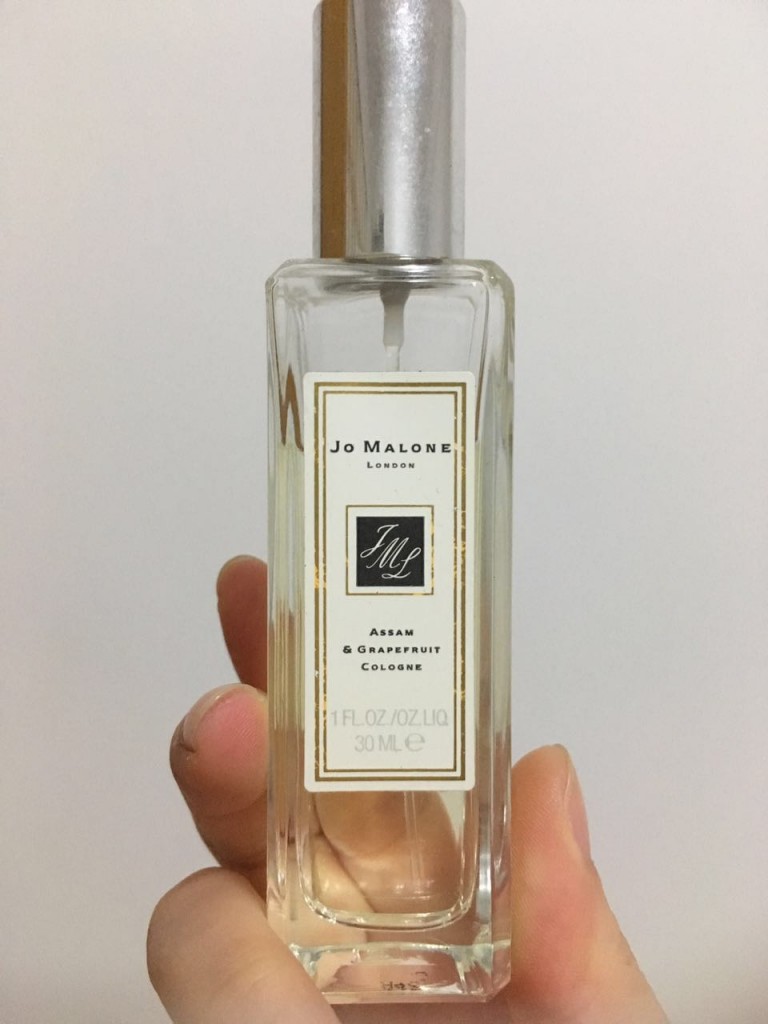 Jo Malone
London
JML
Assam
& Grapefruit
Cologne
1 FL.OZ./OZ.LIQ.
30 ML ℮